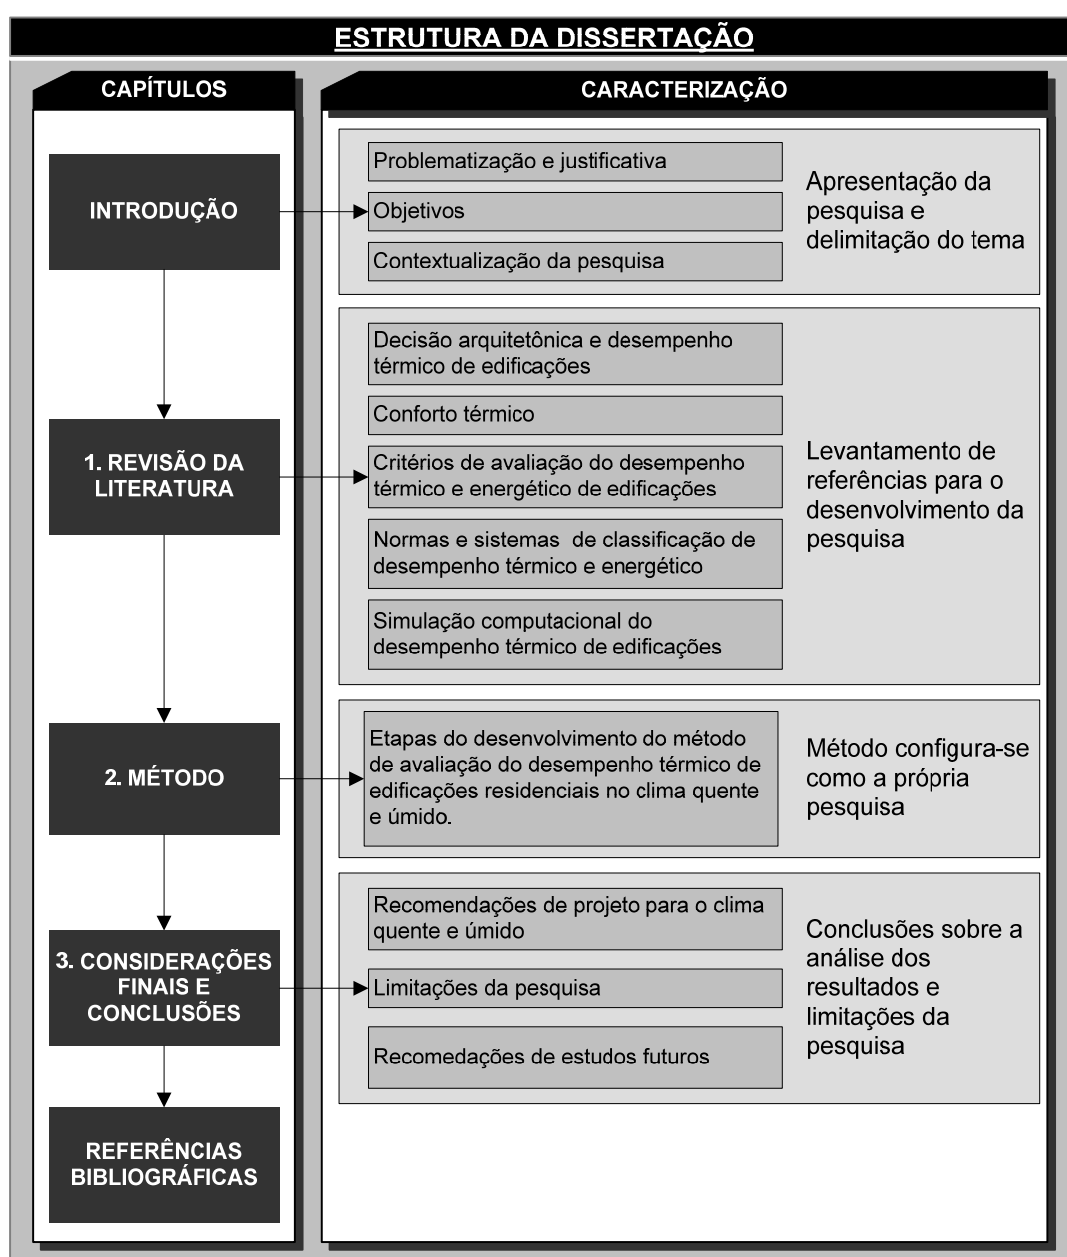 ESTRUTURA DA DISSERTAÇÃO
CAPÍTULOS
CARACTERIZAÇÃO
INTRODUÇÃO
Problematização e justificativa
Objetivos
Contextualização da pesquisa
Apresentação da
pesquisa e
delimitação do tema
1. REVISÃO DA
LITERATURA
Decisão arquitetônica e desempenho
térmico de edificações
Conforto térmico
Critérios de avaliação do desempenho
térmico e energético de edificações
Normas e sistemas de classificação de
desempenho térmico e energético
Simulação computacional do
desempenho térmico de edificações
Levantamento de
referências para o
desenvolvimento da
pesquisa
2. MÉTODO
Etapas do desenvolvimento do método
de avaliação do desempenho térmico de
edificações residenciais no clima quente
e úmido.
Método configura-se
como a própria
pesquisa
3. CONSIDERAÇÕES
FINAIS E
CONCLUSÕES
Recomendações de projeto para o clima
quente e úmido
Limitações da pesquisa
Recomedações de estudos futuros
Conclusões sobre a
análise dos
resultados e
limitações da
pesquisa
REFERÊNCIAS
BIBLIOGRÁFICAS